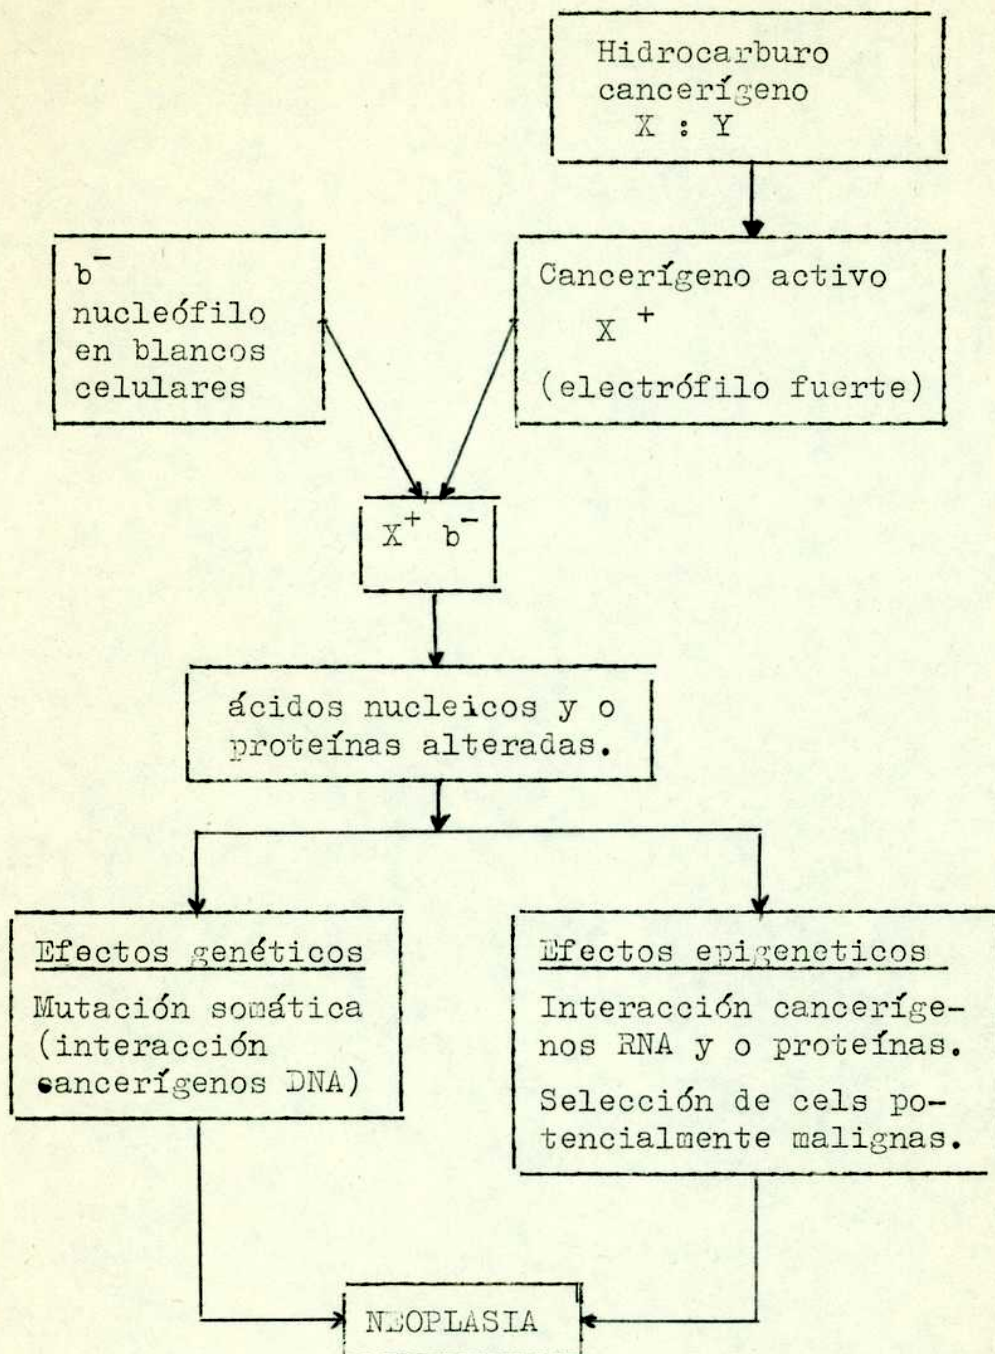 Hidrocarburo
cancerígeno
X : Y
b⁻
nucleófilo
en blancos
celulares
Cancerígeno activo
X ⁺
(electrófilo fuerte)
X⁺ b⁻
ácidos nucleicos y o
proteínas alteradas.
Efectos genéticos
Mutación somática
(interacción
cancerígenos DNA)
Efectos epigeneticos
Interacción canceríge-
nos RNA y o proteínas.
Selección de cels po-
tencialmente malignas.
NEOPLASIA